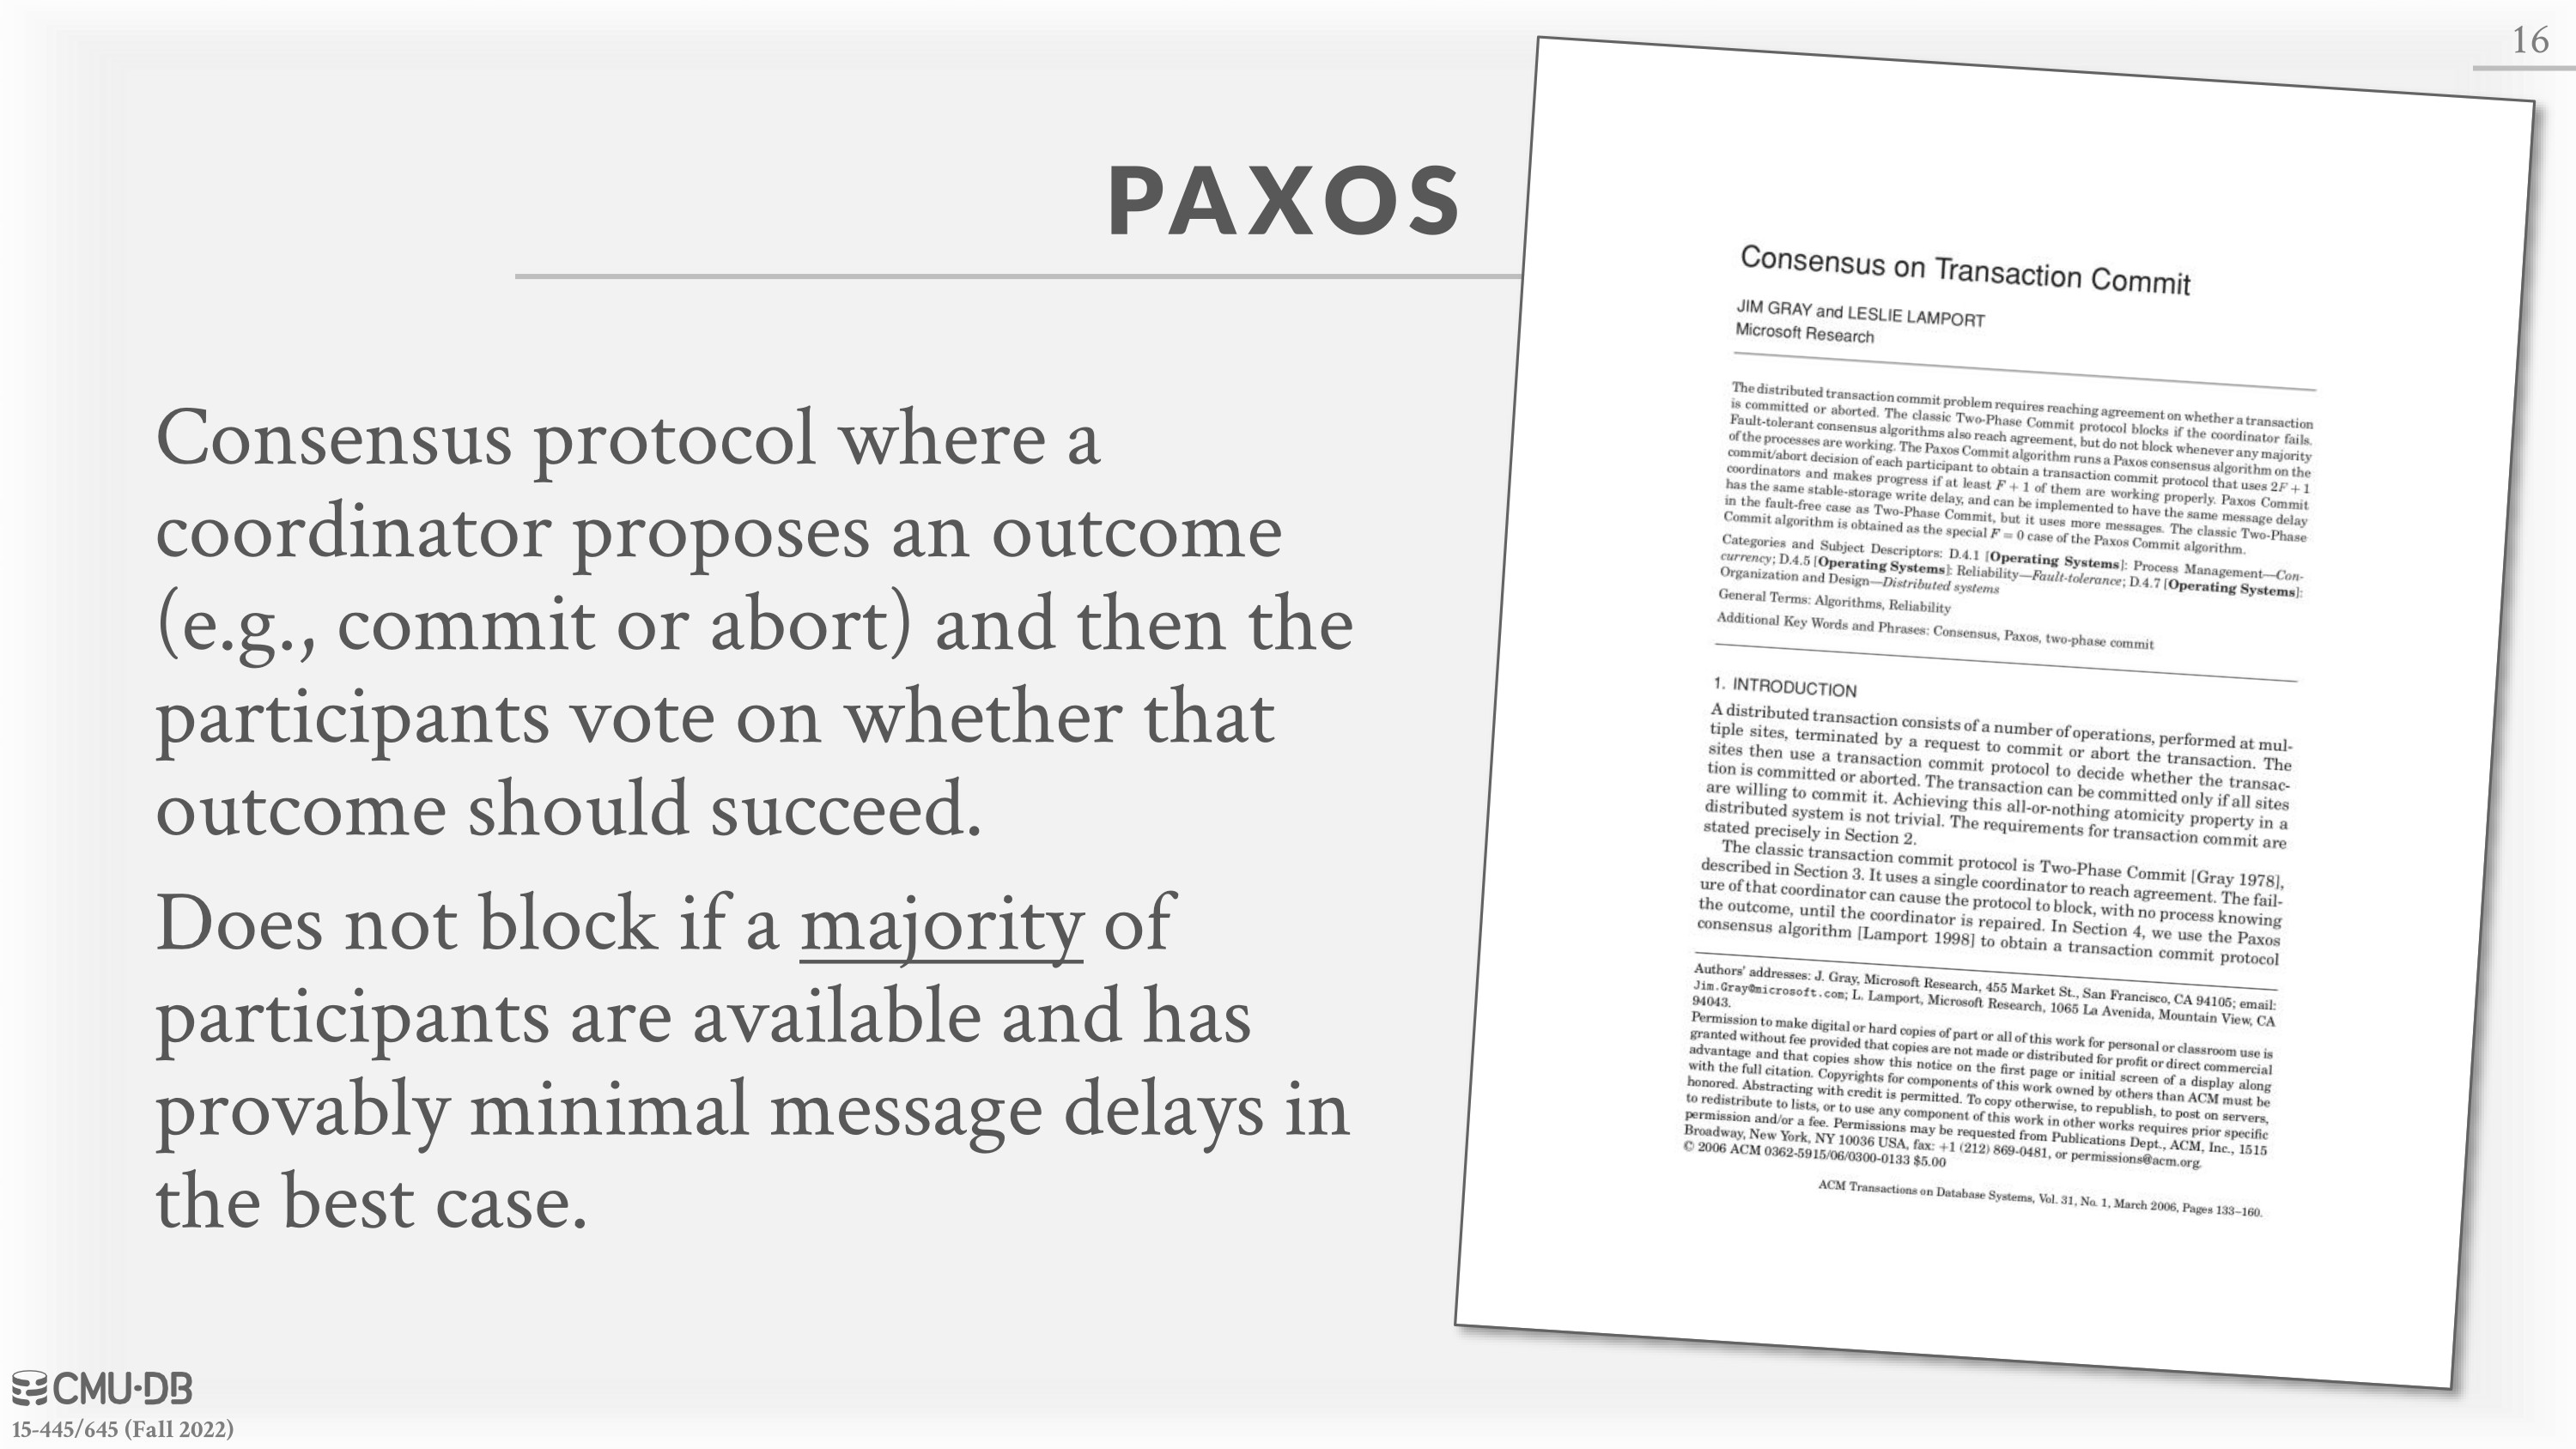 16
PAXOS
Consensus protocol where a
coordinator proposes an outcome
(e.g., commit or abort) and then the
participants vote on whether that
outcome should succeed.
Does not block if a majority of
participants are available and has
provably minimal message delays in
the best case.
Consensus on Transaction Commit
JIM GRAY and LESLIE LAMPORT
Microsoft Research
The distributed transaction commit problem requires reaching agreement on whether a transaction
is committed or aborted. The classic Two-Phase Commit protocol blocks if the coordinator fails.
Fault-tolerant consensus algorithms also reach agreement, but do not block whenever any majority
of the processes are working. The Paxos Commit algorithm runs a Paxos consensus algorithm on the
commit/abort decision of each participant to obtain a transaction commit protocol that uses 2F + 1
coordinators and makes progress if at least F + 1 of them are working properly. Paxos Commit
has the same stable-storage write delay, and can be implemented to have the same message delay
in the fault-free case as Two-Phase Commit, but it uses more messages. The classic Two-Phase
Commit algorithm is obtained as the special F = 0 case of the Paxos Commit algorithm.
Categories and Subject Descriptors: D.4.1 [Operating Systems]: Process Management—Con-
currency; D.4.5 [Operating Systems]: Reliability—Fault-tolerance; D.4.7 [Operating Systems]:
Organization and Design—Distributed systems
General Terms: Algorithms, Reliability
Additional Key Words and Phrases: Consensus, Paxos, two-phase commit
1. INTRODUCTION
A distributed transaction consists of a number of operations, performed at mul-
tiple sites, terminated by a request to commit or abort the transaction. The
sites then use a transaction commit protocol to decide whether the transac-
tion is committed or aborted. The transaction can be committed only if all sites
are willing to commit it. Achieving this all-or-nothing atomicity property in a
distributed system is not trivial. The requirements for transaction commit are
stated precisely in Section 2.
The classic transaction commit protocol is Two-Phase Commit [Gray 1978],
described in Section 3. It uses a single coordinator to reach agreement. The fail-
ure of that coordinator can cause the protocol to block, with no process knowing
the outcome, until the coordinator is repaired. In Section 4, we use the Paxos
consensus algorithm [Lamport 1998] to obtain a transaction commit protocol
Authors' addresses: J. Gray, Microsoft Research, 455 Market St., San Francisco, CA 94105; email:
Jim.Gray@microsoft.com; L. Lamport, Microsoft Research, 1065 La Avenida, Mountain View, CA
94043.
Permission to make digital or hard copies of part or all of this work for personal or classroom use is
granted without fee provided that copies are not made or distributed for profit or direct commercial
advantage and that copies show this notice on the first page or initial screen of a display along
with the full citation. Copyrights for components of this work owned by others than ACM must be
honored. Abstracting with credit is permitted. To copy otherwise, to republish, to post on servers,
to redistribute to lists, or to use any component of this work in other works requires prior specific
permission and/or a fee. Permissions may be requested from Publications Dept., ACM, Inc., 1515
Broadway, New York, NY 10036 USA, fax: +1 (212) 869-0481, or permissions@acm.org.
© 2006 ACM 0362-5915/06/0300-0133 $5.00
ACM Transactions on Database Systems, Vol. 31, No. 1, March 2006, Pages 133–160.
CMU·DB
15-445/645 (Fall 2022)